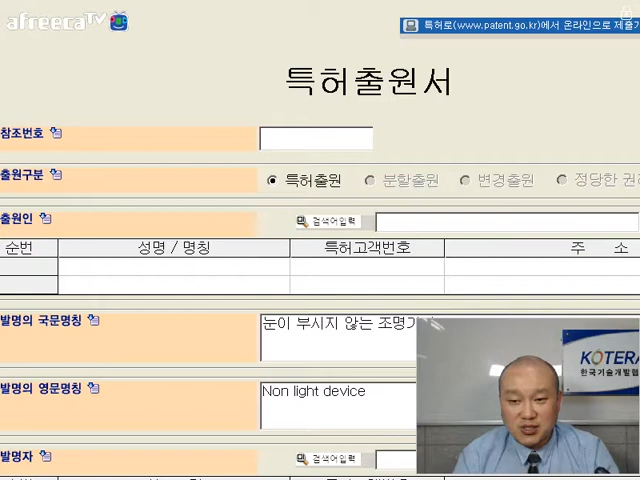 afreecaTV
특허로(www.patent.go.kr)에서 온라인으로 제출
특허출원서
참조번호
출원구분
특허출원 분할출원 변경출원 정당한 권
출원인 검색어입력
순번 성명 / 명칭 특허고객번호 주 소
발명의 국문명칭 눈이 부시지 않는 조명
KOTERA
한국기술개발협
발명의 영문명칭 Non light device
발명자 검색어입력